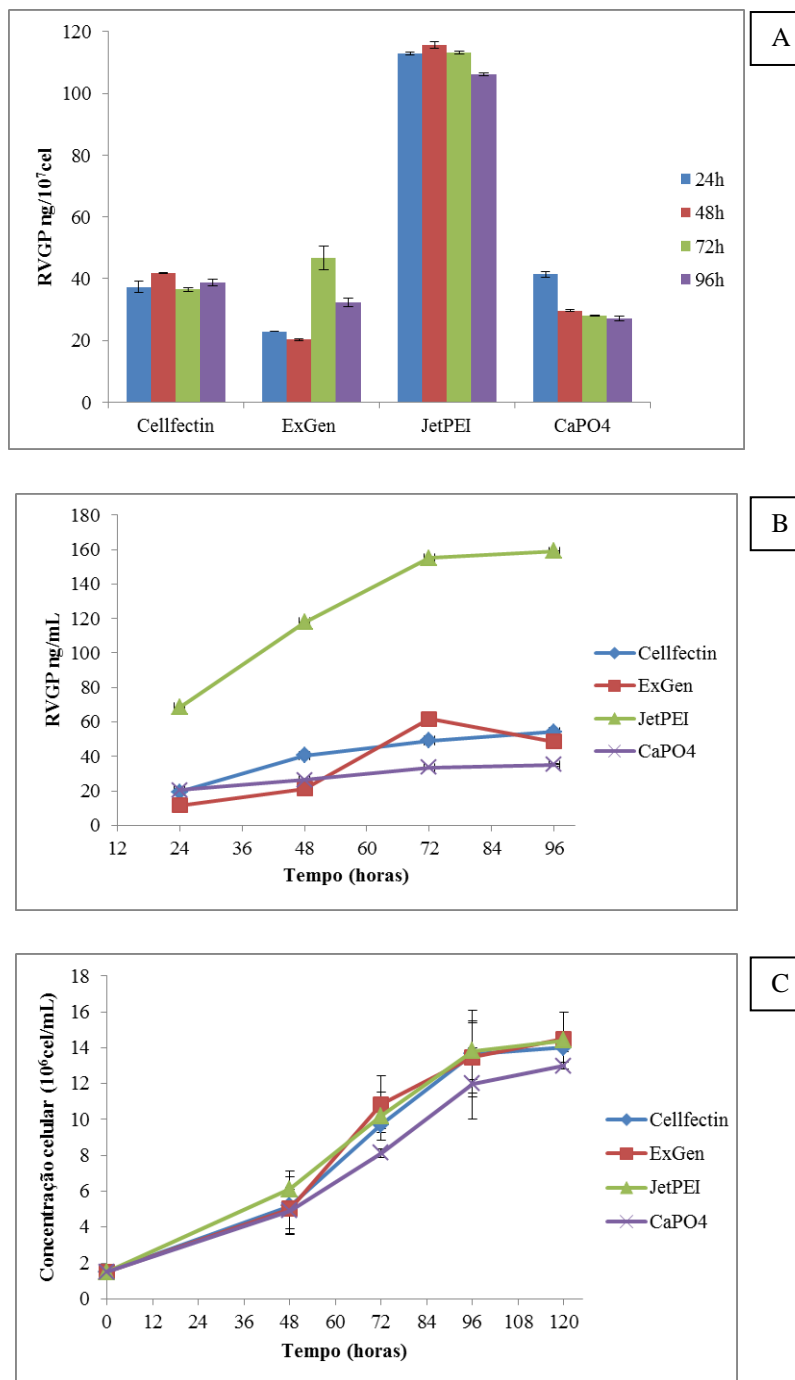 A
120
100
80
60
40
20
0
RVGP ng/10⁷cel
Cellfectin
ExGen
JetPEI
CaPO4
24h
48h
72h
96h
B
180
160
140
120
100
80
60
40
20
0
RVGP ng/mL
12 24 36 48 60 72 84 96
Tempo (horas)
Cellfectin
ExGen
JetPEI
CaPO4
C
18
16
14
12
10
8
6
4
2
0
Concentração celular (10⁶cel/mL)
0 12 24 36 48 60 72 84 96 108 120
Tempo (horas)
Cellfectin
ExGen
JetPEI
CaPO4